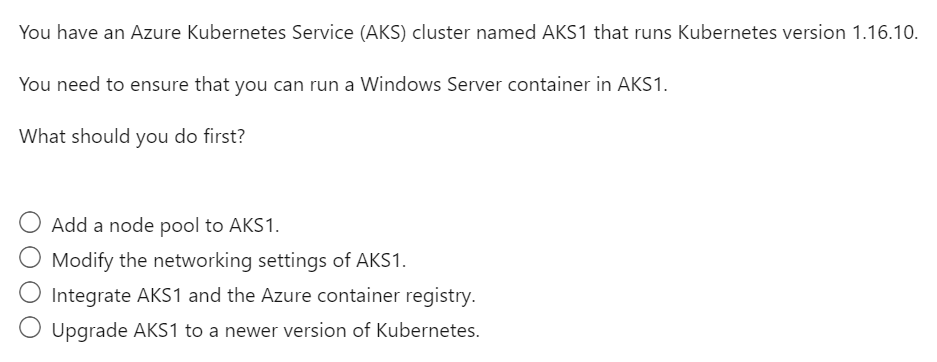 You have an Azure Kubernetes Service (AKS) cluster named AKS1 that runs Kubernetes version 1.16.10.
You need to ensure that you can run a Windows Server container in AKS1.
What should you do first?
Add a node pool to AKS1.
Modify the networking settings of AKS1.
Integrate AKS1 and the Azure container registry.
Upgrade AKS1 to a newer version of Kubernetes.